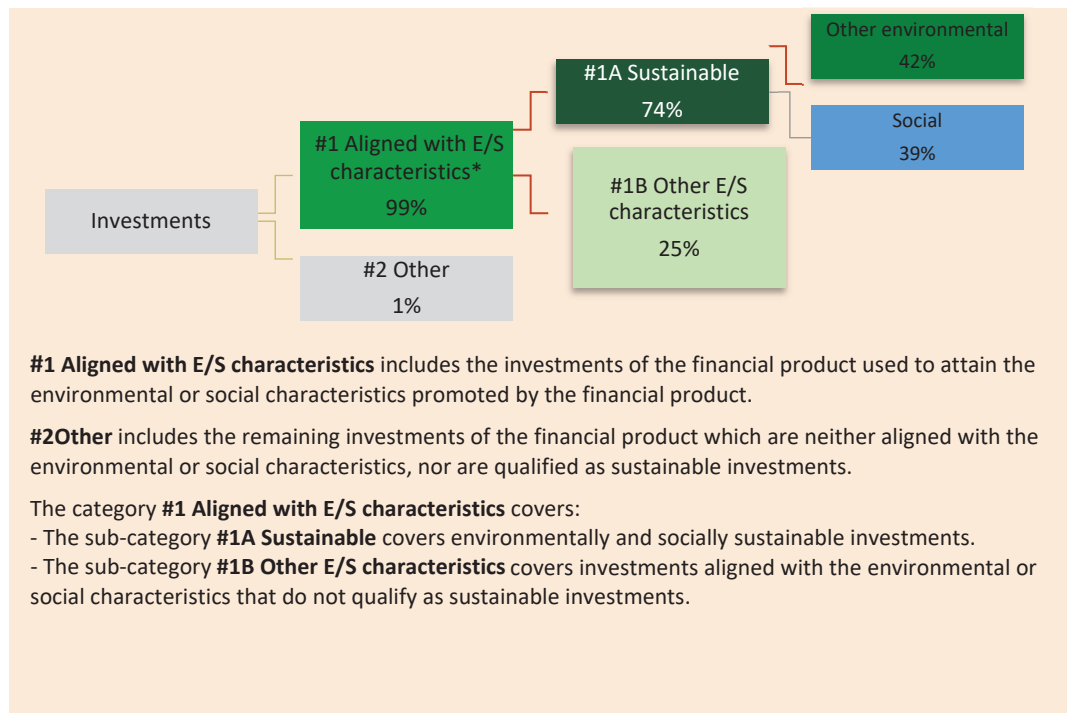 Other environmental
42%
#1A Sustainable
74%
Social
39%
#1 Aligned with E/S
characteristics*
99%
#1B Other E/S
characteristics
25%
Investments
#2 Other
1%
#1 Aligned with E/S characteristics includes the investments of the financial product used to attain the
environmental or social characteristics promoted by the financial product.
#2Other includes the remaining investments of the financial product which are neither aligned with the
environmental or social characteristics, nor are qualified as sustainable investments.
The category #1 Aligned with E/S characteristics covers:
- The sub-category #1A Sustainable covers environmentally and socially sustainable investments.
- The sub-category #1B Other E/S characteristics covers investments aligned with the environmental or
social characteristics that do not qualify as sustainable investments.